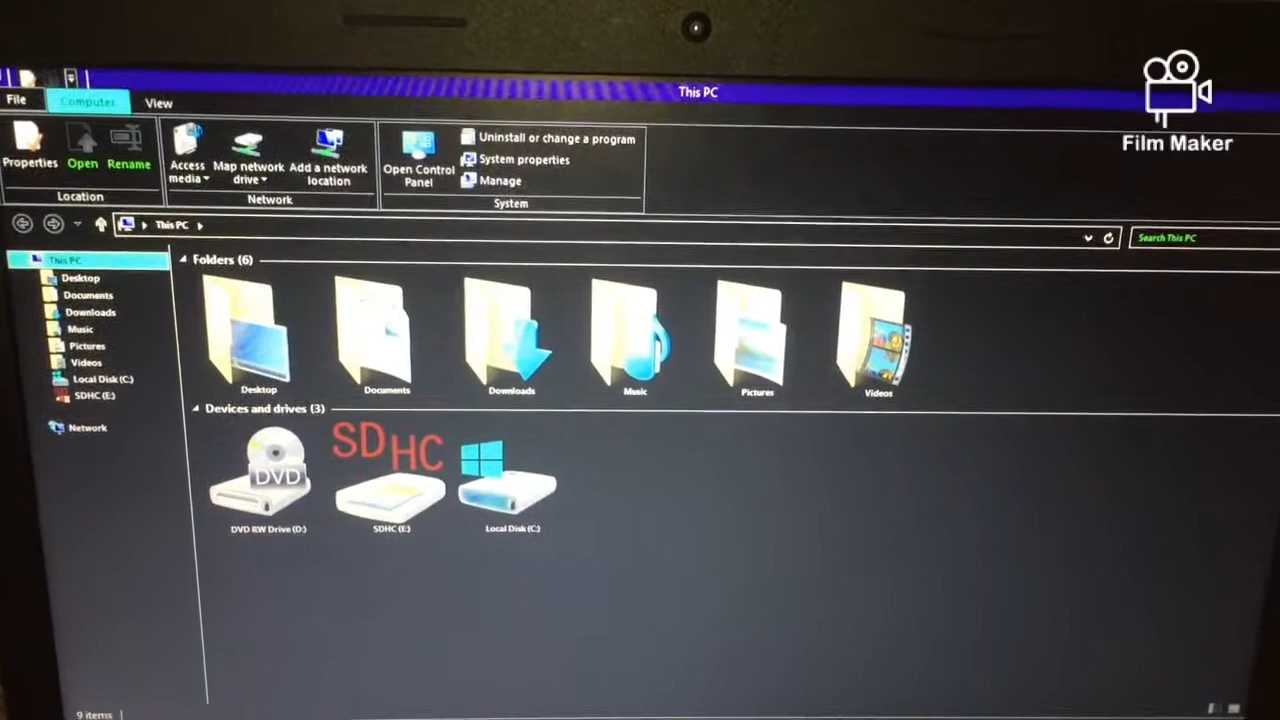 This PC
Film Maker
File
Computer
View
Properties
Open
Rename
Location
Access media
Map network drive
Add a network location
Network
Open Control Panel
Uninstall or change a program
System properties
Manage
System
This PC
Search This PC
This PC
Desktop
Documents
Downloads
Music
Pictures
Videos
Local Disk (C:)
SDHC (E:)
Network
Folders (6)
Desktop
Documents
Downloads
Music
Pictures
Videos
Devices and drives (3)
DVD
SDHC
DVD RW Drive (D:)
SDHC (E:)
Local Disk (C:)
9 items